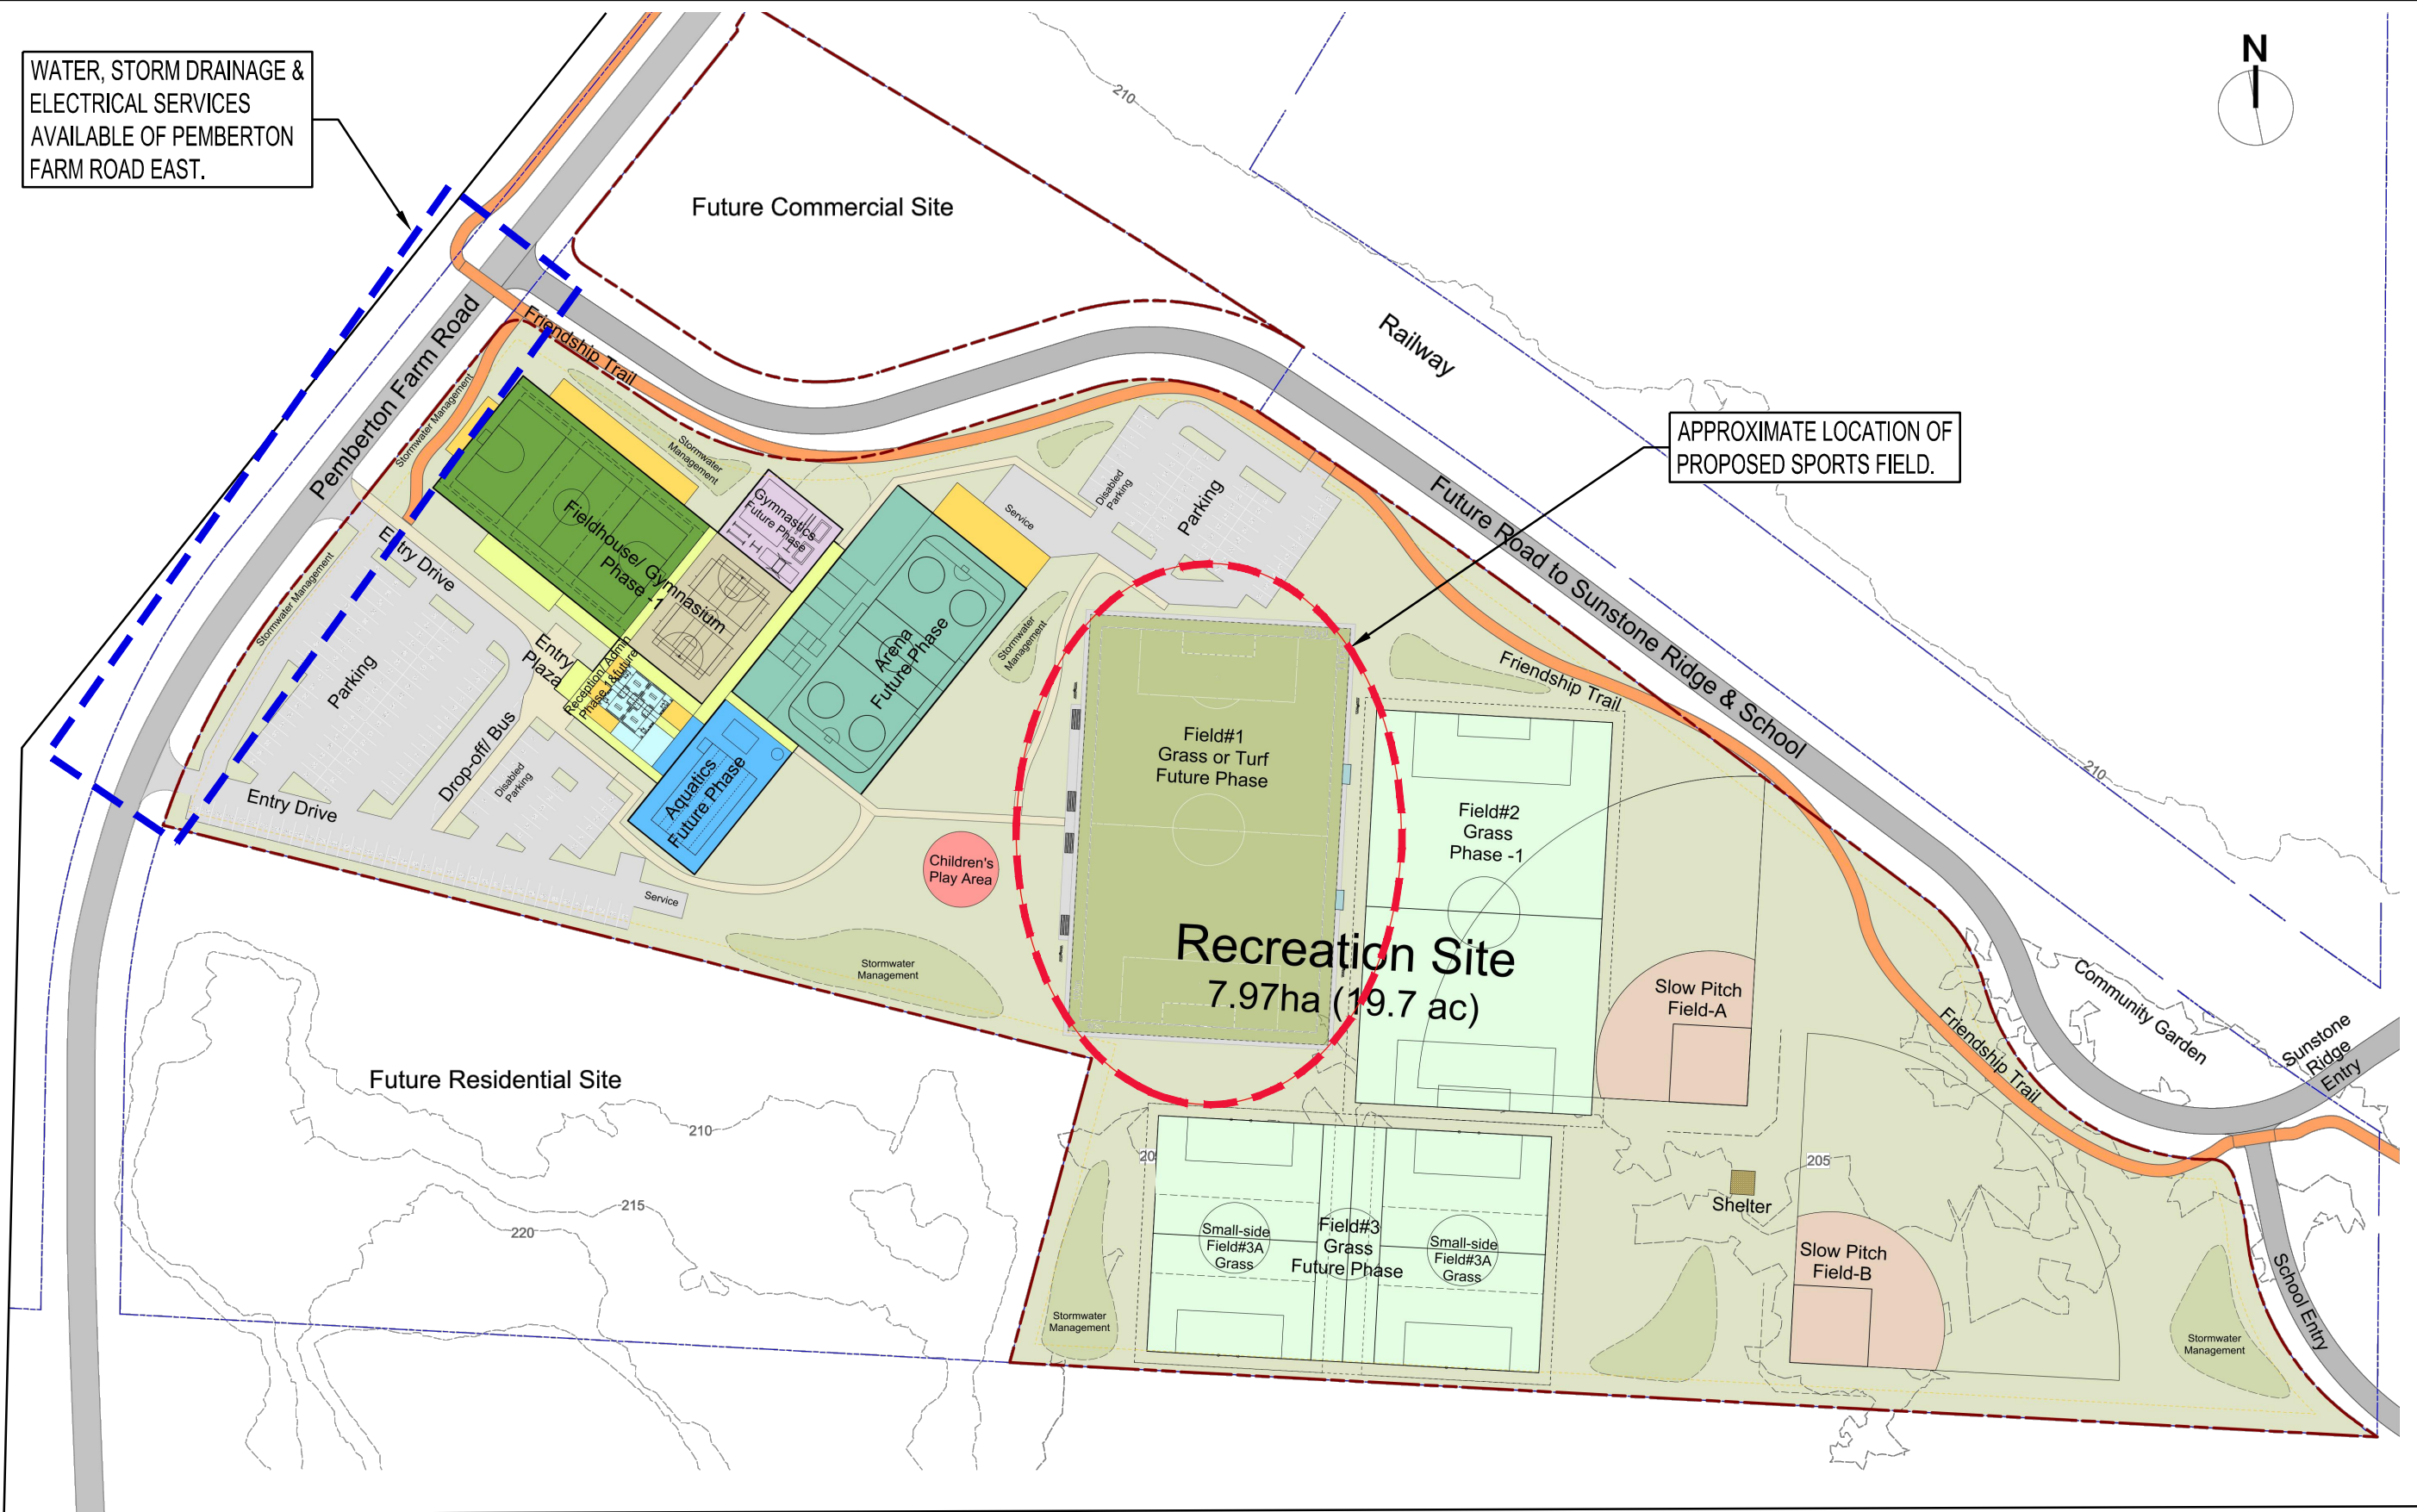 WATER, STORM DRAINAGE &
ELECTRICAL SERVICES
AVAILABLE OF PEMBERTON
FARM ROAD EAST.
N
210
Future Commercial Site
Railway
APPROXIMATE LOCATION OF
PROPOSED SPORTS FIELD.
Pemberton Farm Road
Friendship Trail
Stormwater Management
Stormwater
Management
Gymnastics
Future Phase
Fieldhouse/ Gymnasium
Phase -1
Service
Disabled
Parking
Parking
Future Road to Sunstone Ridge & School
Entry Drive
Stormwater Management
Parking
Entry
Plaza
Reception/ Admin
Phase 1&future
Arena
Future Phase
Stormwater
Management
Friendship Trail
Drop-off/ Bus
Disabled
Parking
Aquatics
Future Phase
Entry Drive
Service
Field#1
Grass or Turf
Future Phase
Field#2
Grass
Phase -1
210
Children's
Play Area
Stormwater
Management
Recreation Site
7.97ha (19.7 ac)
Slow Pitch
Field-A
Community Garden
Sunstone
Ridge
Entry
Friendship Trail
Future Residential Site
210
215
220
20
205
Shelter
Small-side
Field#3A
Grass
Field#3
Grass
Future Phase
Small-side
Field#3A
Grass
Slow Pitch
Field-B
School Entry
Stormwater
Management
Stormwater
Management